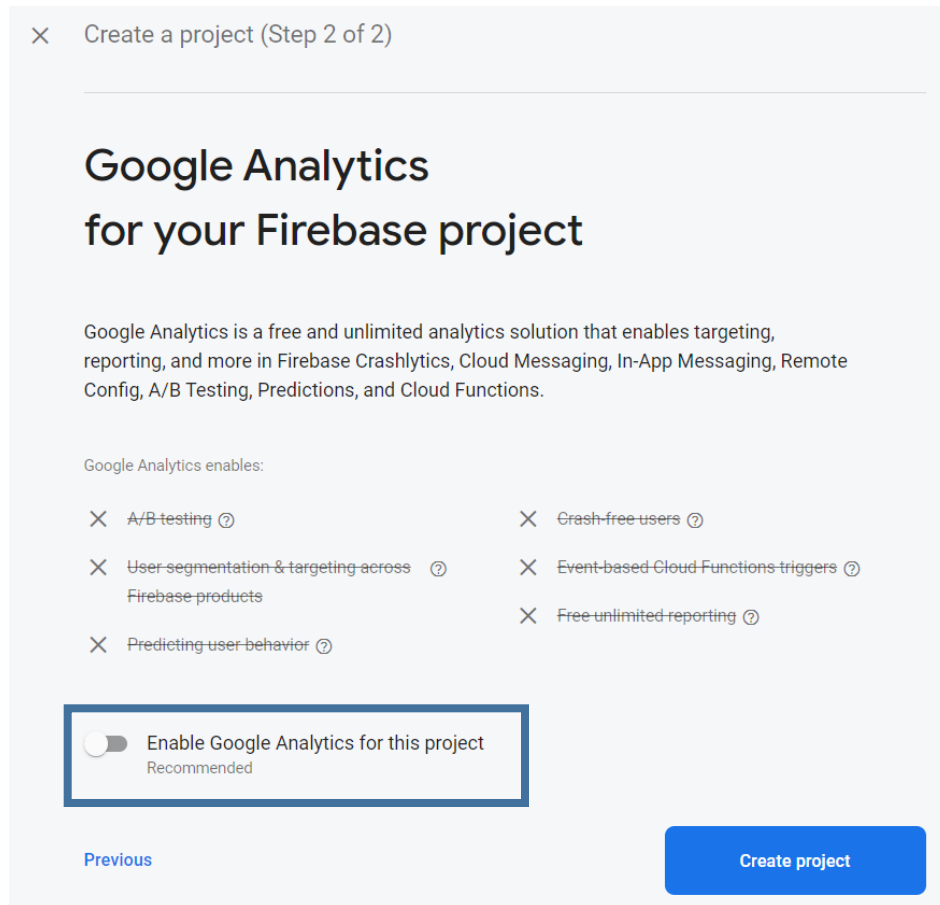 Create a project (Step 2 of 2)
Google Analytics
for your Firebase project
Google Analytics is a free and unlimited analytics solution that enables targeting,
reporting, and more in Firebase Crashlytics, Cloud Messaging, In-App Messaging, Remote
Config, A/B Testing, Predictions, and Cloud Functions.
Google Analytics enables:
A/B testing
User segmentation & targeting across
Firebase products
Predicting user behavior
Crash-free users
Event-based Cloud Functions triggers
Free unlimited reporting
Enable Google Analytics for this project
Recommended
Previous
Create project